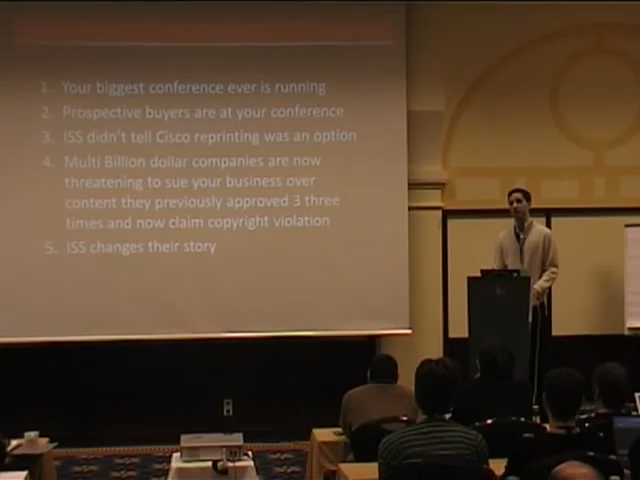 1. Your biggest conference ever is running
2. Prospective buyers are at your conference
3. ISS didn't tell Cisco reprinting was an option
4. Multi Billion dollar companies are now
threatening to sue your business over
content they previously approved 3 three
times and now claim copyright violation
5. ISS changes their story